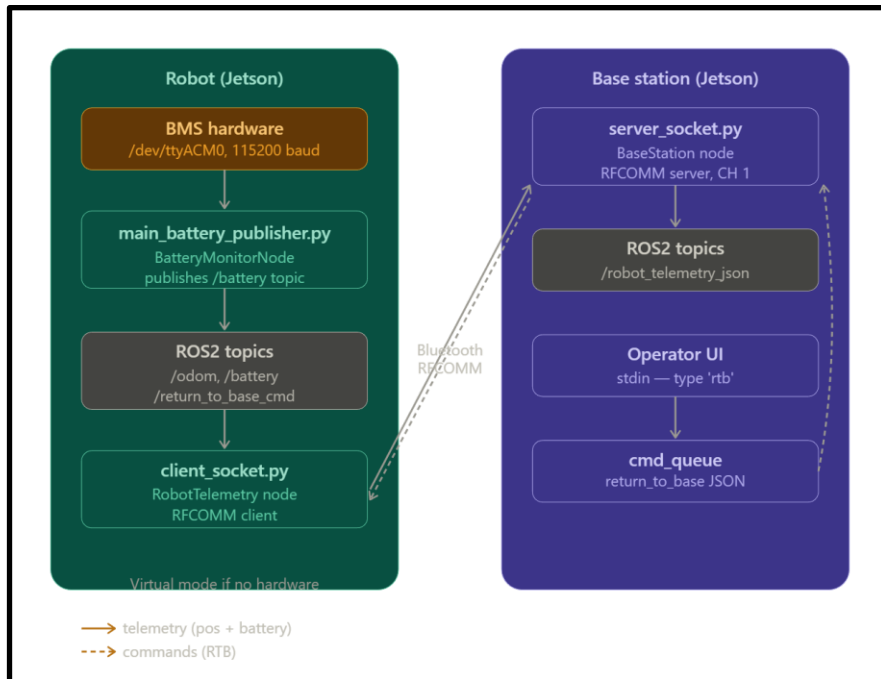 Robot (Jetson)
BMS hardware
/dev/ttyACM0, 115200 baud
main_battery_publisher.py
BatteryMonitorNode
publishes /battery topic
ROS2 topics
/odom, /battery
/return_to_base_cmd
client_socket.py
RobotTelemetry node
RFCOMM client
Virtual mode if no hardware
Bluetooth
RFCOMM
Base station (Jetson)
server_socket.py
BaseStation node
RFCOMM server, CH 1
ROS2 topics
/robot_telemetry_json
Operator UI
stdin — type 'rtb'
cmd_queue
return_to_base JSON
telemetry (pos + battery)
commands (RTB)